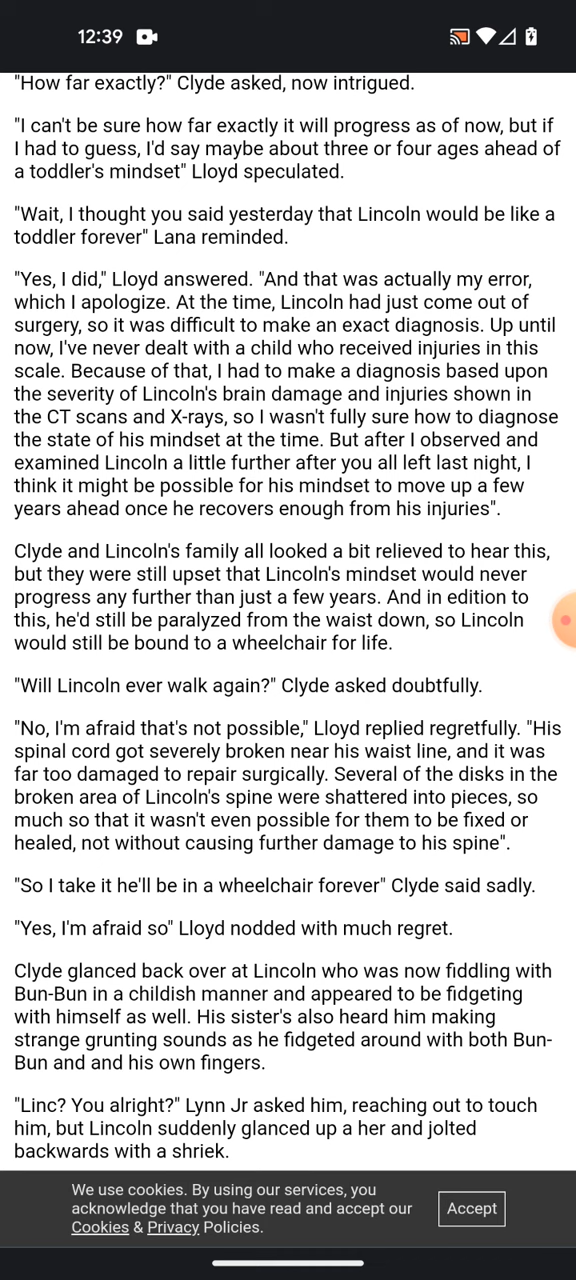 12:39
"How far exactly?" Clyde asked, now intrigued.
"I can't be sure how far exactly it will progress as of now, but if
I had to guess, I'd say maybe about three or four ages ahead of
a toddler's mindset" Lloyd speculated.
"Wait, I thought you said yesterday that Lincoln would be like a
toddler forever" Lana reminded.
"Yes, I did," Lloyd answered. "And that was actually my error,
which I apologize. At the time, Lincoln had just come out of
surgery, so it was difficult to make an exact diagnosis. Up until
now, I've never dealt with a child who received injuries in this
scale. Because of that, I had to make a diagnosis based upon
the severity of Lincoln's brain damage and injuries shown in
the CT scans and X-rays, so I wasn't fully sure how to diagnose
the state of his mindset at the time. But after I observed and
examined Lincoln a little further after you all left last night, I
think it might be possible for his mindset to move up a few
years ahead once he recovers enough from his injuries".
Clyde and Lincoln's family all looked a bit relieved to hear this,
but they were still upset that Lincoln's mindset would never
progress any further than just a few years. And in edition to
this, he'd still be paralyzed from the waist down, so Lincoln
would still be bound to a wheelchair for life.
"Will Lincoln ever walk again?" Clyde asked doubtfully.
"No, I'm afraid that's not possible," Lloyd replied regretfully. "His
spinal cord got severely broken near his waist line, and it was
far too damaged to repair surgically. Several of the disks in the
broken area of Lincoln's spine were shattered into pieces, so
much so that it wasn't even possible for them to be fixed or
healed, not without causing further damage to his spine".
"So I take it he'll be in a wheelchair forever" Clyde said sadly.
"Yes, I'm afraid so" Lloyd nodded with much regret.
Clyde glanced back over at Lincoln who was now fiddling with
Bun-Bun in a childish manner and appeared to be fidgeting
with himself as well. His sister's also heard him making
strange grunting sounds as he fidgeted around with both Bun-
Bun and and his own fingers.
"Linc? You alright?" Lynn Jr asked him, reaching out to touch
him, but Lincoln suddenly glanced up a her and jolted
backwards with a shriek.
We use cookies. By using our services, you
acknowledge that you have read and accept our
Cookies & Privacy Policies.
Accept